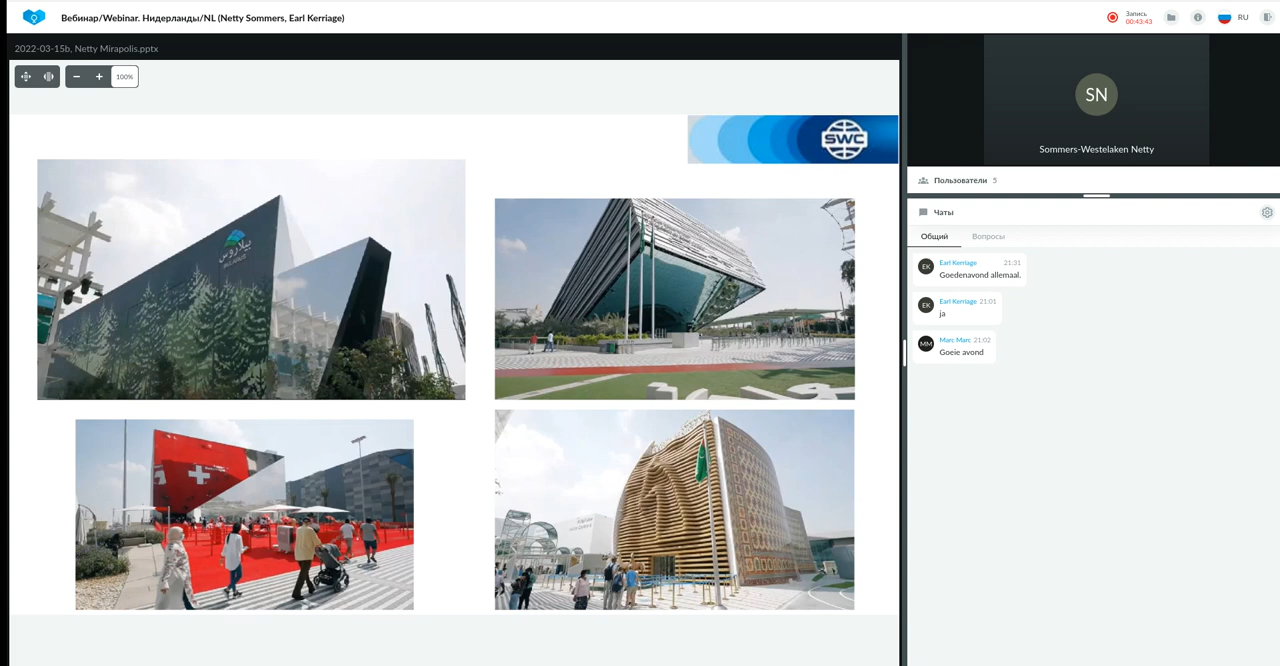 Вебинар/Webinar. Нидерланды/NL (Netty Sommers, Earl Kerriage)
Запись
00:43:43
RU
2022-03-15b, Netty Mirapolis.pptx
100%
SWC
بيلاروس
BELARUS
SN
Sommers-Westelaken Netty
Пользователи 5
Чаты
Общий
Вопросы
EK
Earl Kerriage 21:31
Goedenavond allemaal.
EK
Earl Kerriage 21:01
ja
MM
Marc Marc 21:02
Goeie avond